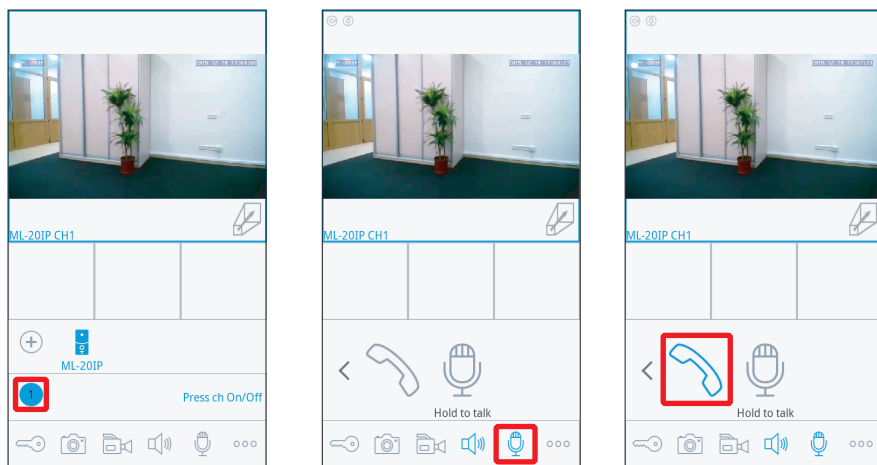 ML-20IP CH1
ML-20IP
1
Press ch On/Off
ML-20IP CH1
Hold to talk
ML-20IP CH1
Hold to talk